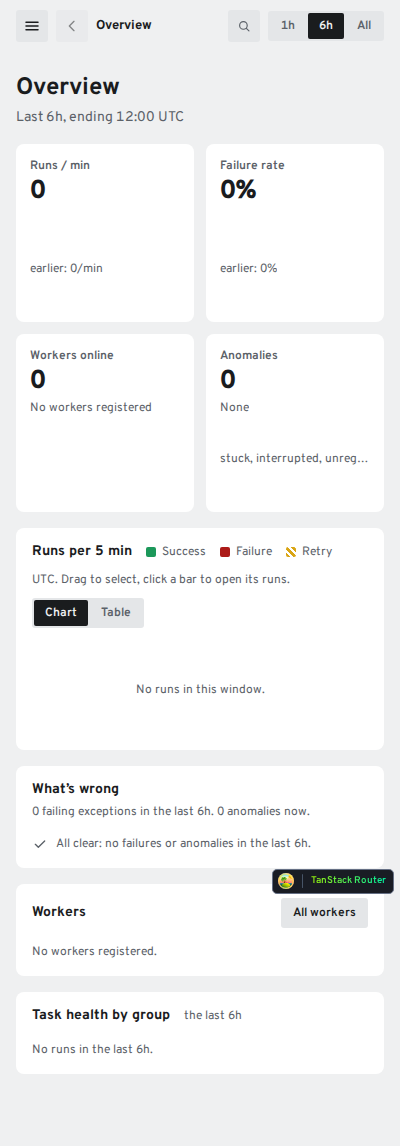 Overview
1h
6h
All
Overview
Last 6h, ending 12:00 UTC
Runs / min
0
earlier: 0/min
Failure rate
0%
earlier: 0%
Workers online
0
No workers registered
Anomalies
0
None
stuck, interrupted, unreg…
Runs per 5 min
Success
Failure
Retry
UTC. Drag to select, click a bar to open its runs.
Chart
Table
No runs in this window.
What’s wrong
0 failing exceptions in the last 6h. 0 anomalies now.
All clear: no failures or anomalies in the last 6h.
TanStack Router
Workers
All workers
No workers registered.
Task health by group
the last 6h
No runs in the last 6h.